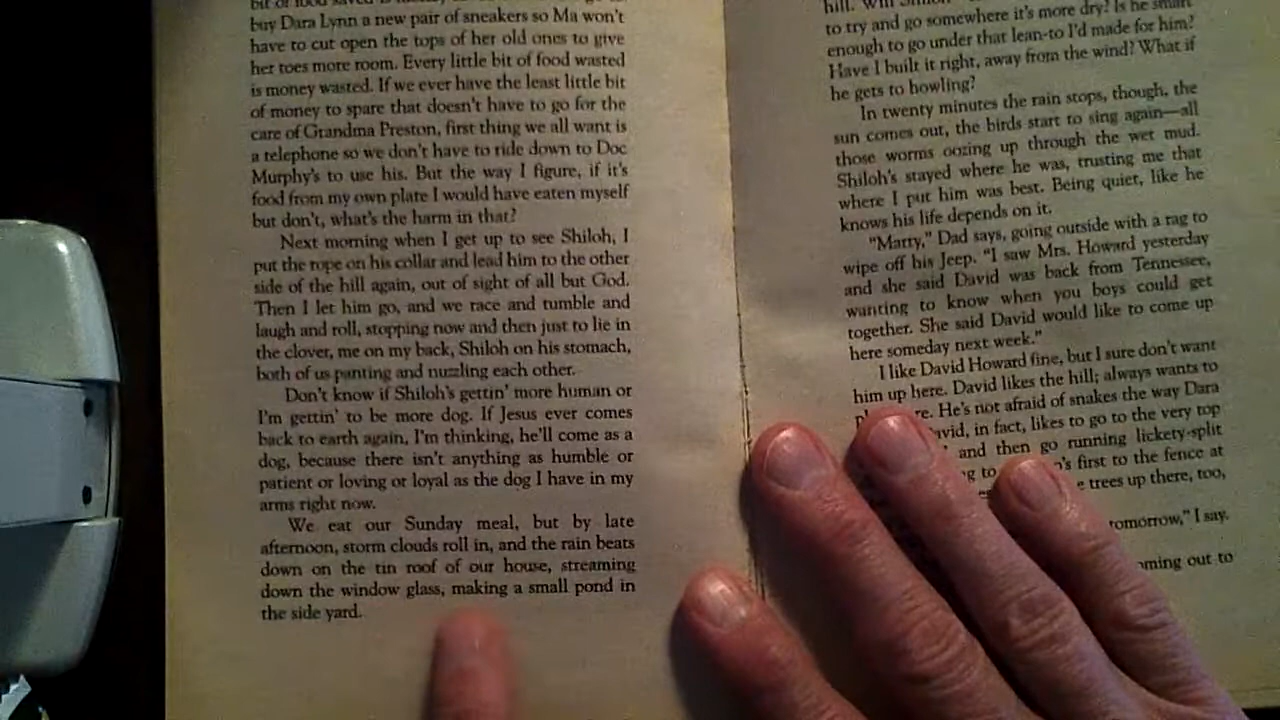 buy Dara Lynn a new pair of sneakers so Ma won't
have to cut open the tops of her old ones to give
her toes more room. Every little bit of food wasted
is money wasted. If we ever have the least little bit
of money to spare that doesn't have to go for the
care of Grandma Preston, first thing we all want is
a telephone so we don't have to ride down to Doc
Murphy's to use his. But the way I figure, if it's
food from my own plate I would have eaten myself
but don't, what's the harm in that?
Next morning when I get up to see Shiloh, I
put the rope on his collar and lead him to the other
side of the hill again, out of sight of all but God.
Then I let him go, and we race and tumble and
laugh and roll, stopping now and then just to lie in
the clover, me on my back, Shiloh on his stomach,
both of us panting and nuzzling each other.
Don't know if Shiloh's gettin' more human or
I'm gettin' to be more dog. If Jesus ever comes
back to earth again, I'm thinking, he'll come as a
dog, because there isn't anything as humble or
patient or loving or loyal as the dog I have in my
arms right now.
We eat our Sunday meal, but by late
afternoon, storm clouds roll in, and the rain beats
down on the tin roof of our house, streaming
down the window glass, making a small pond in
the side yard.
hill. Will
to try and go somewhere it's more dry? Is he smart
enough to go under that lean-to I'd made for him?
Have I built it right, away from the wind? What if
he gets to howling?
In twenty minutes the rain stops, though, the
sun comes out, the birds start to sing again—all
those worms oozing up through the wet mud.
Shiloh's stayed where he was, trusting me that
where I put him was best. Being quiet, like he
knows his life depends on it.
"Marty," Dad says, going outside with a rag to
wipe off his Jeep. "I saw Mrs. Howard yesterday
and she said David was back from Tennessee,
wanting to know when you boys could get
together. She said David would like to come up
here someday next week."
I like David Howard fine, but I sure don't want
him up here. David likes the hill; always wants to
He's not afraid of snakes the way Dara
in fact, likes to go to the very top
and then go running lickety-split
to first to the fence at
trees up there, too,
tomorrow," I say.
out to